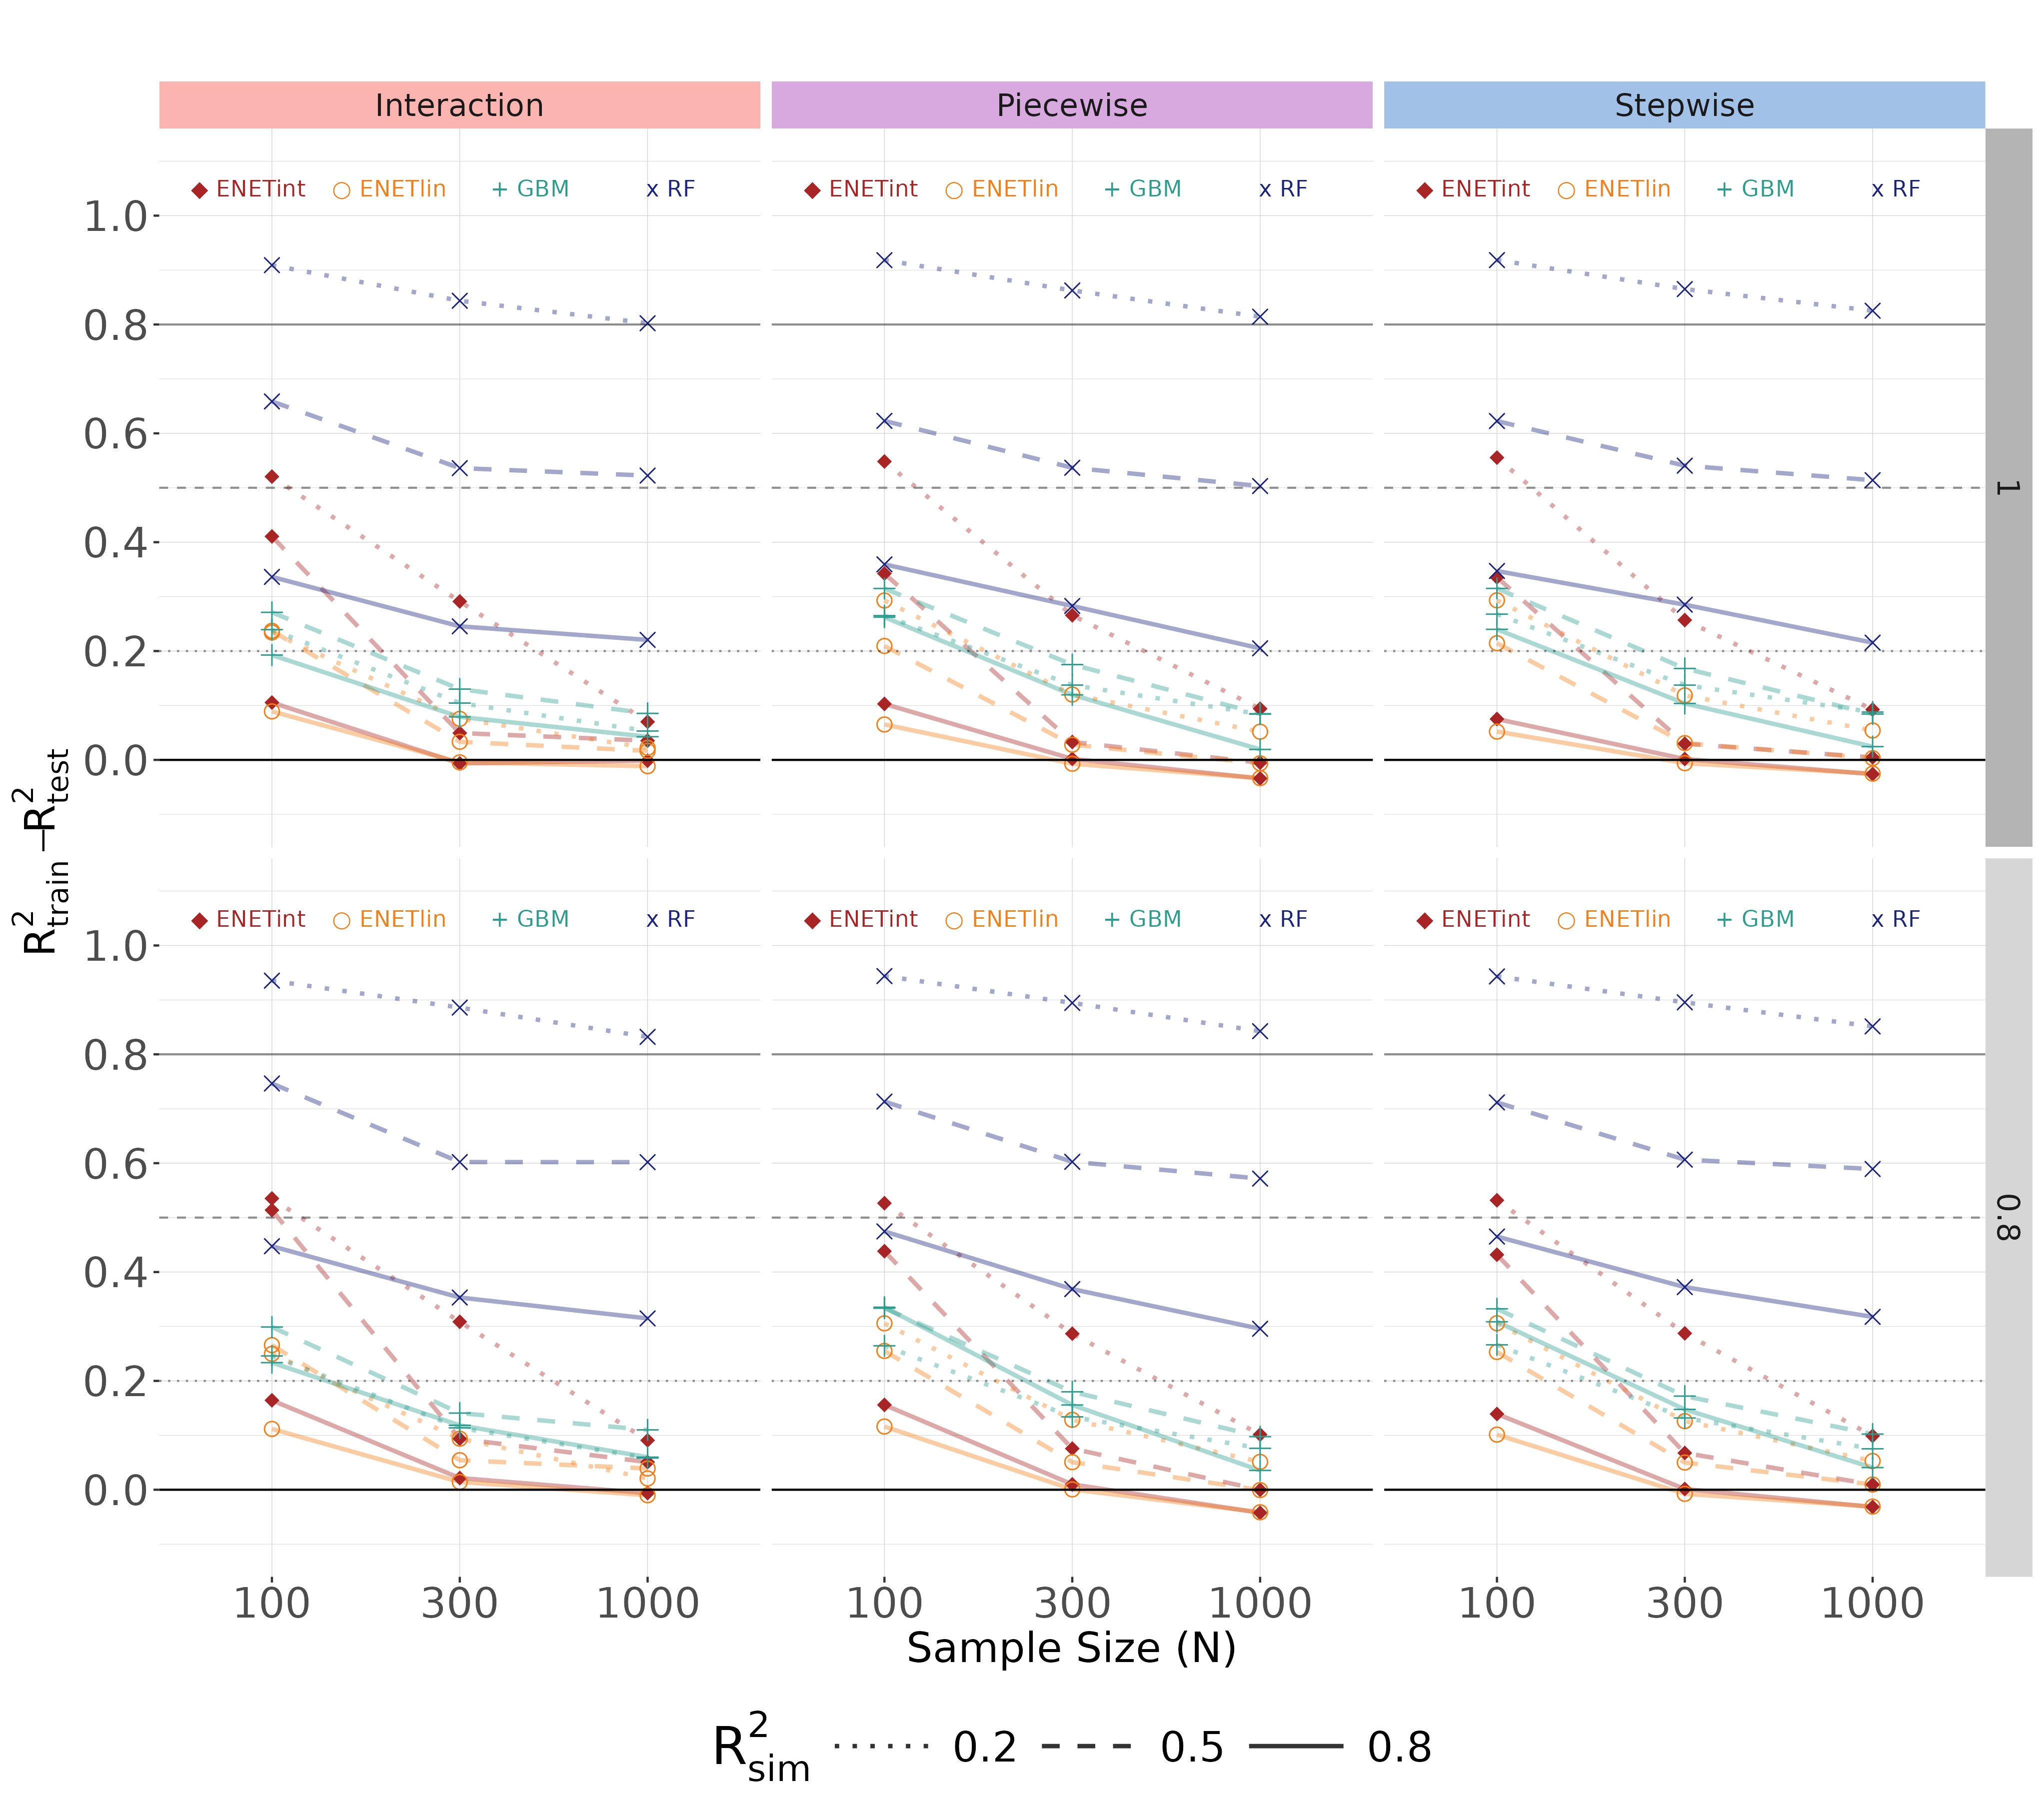 Interaction Piecewise Stepwise
◆ ENETint ○ ENETlin + GBM x RF ◆ ENETint ○ ENETlin + GBM x RF ◆ ENETint ○ ENETlin + GBM x RF
1.0
0.8
0.6
0.4
0.2
0.0
1
R²train −R²test
◆ ENETint ○ ENETlin + GBM x RF ◆ ENETint ○ ENETlin + GBM x RF ◆ ENETint ○ ENETlin + GBM x RF
1.0
0.8
0.6
0.4
0.2
0.0
0.8
100 300 1000 100 300 1000 100 300 1000
Sample Size (N)
R²sim 0.2 0.5 0.8